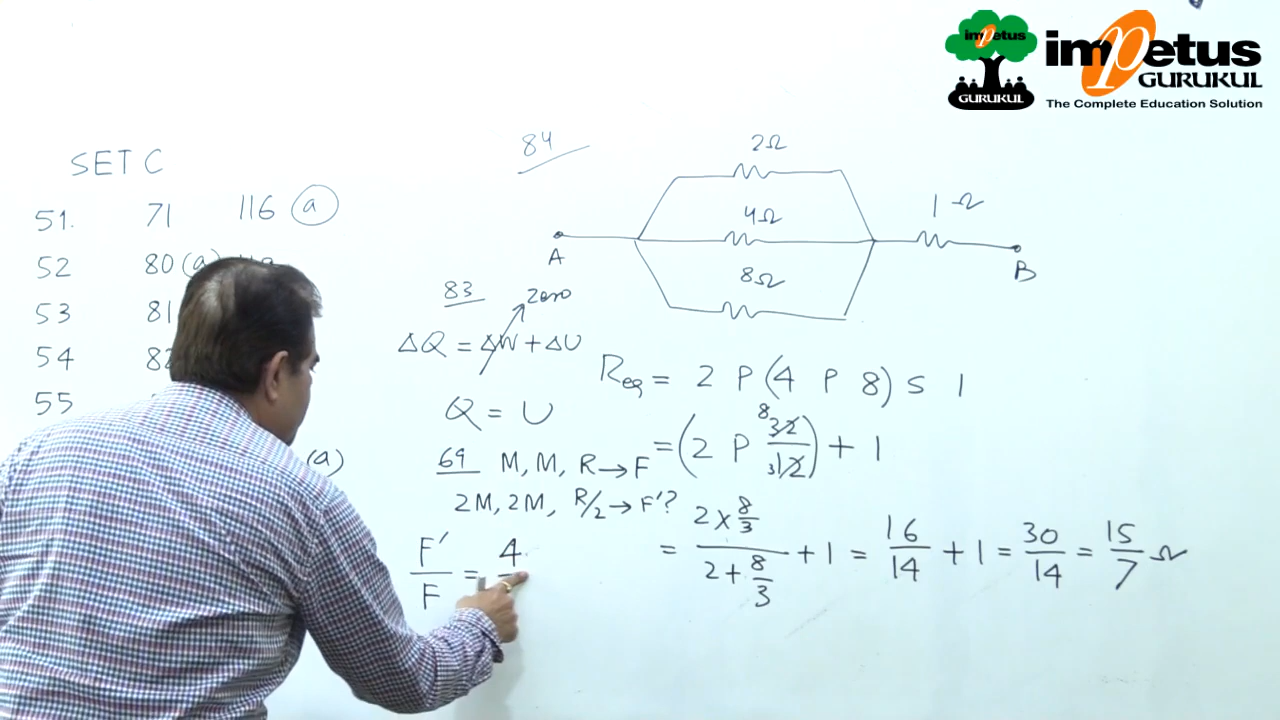 impetus
GURUKUL
impetus
GURUKUL
The Complete Education Solution
SET C
51. 71 116 (a)
52 80 (a)
53 81
54 82
55
(a)
84
2Ω
4Ω
8Ω
1 Ω
A
B
83
Zero
ΔQ = ΔW + ΔU
Q = U
69 M, M, R → F
2M, 2M, R/2 → F'?
F'/F = 4
Req = 2 P (4 P 8) S 1
= (2 P 8 32/3 12) + 1
= (2 × 8/3)/(2 + 8/3) + 1 = 16/14 + 1 = 30/14 = 15/7 Ω